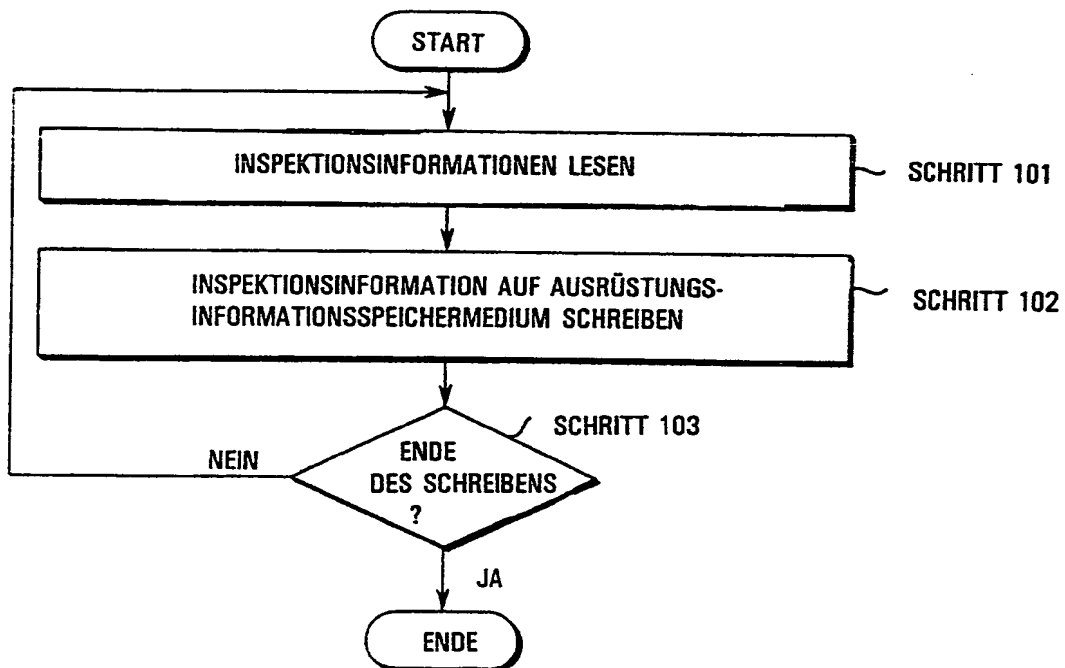 START
INSPEKTIONSINFORMATIONEN LESEN
SCHRITT 101
INSPEKTIONSINFORMATION AUF AUSRÜSTUNGS-
INFORMATIONSSPEICHERMEDIUM SCHREIBEN
SCHRITT 102
SCHRITT 103
ENDE
DES SCHREIBENS
?
NEIN
JA
ENDE